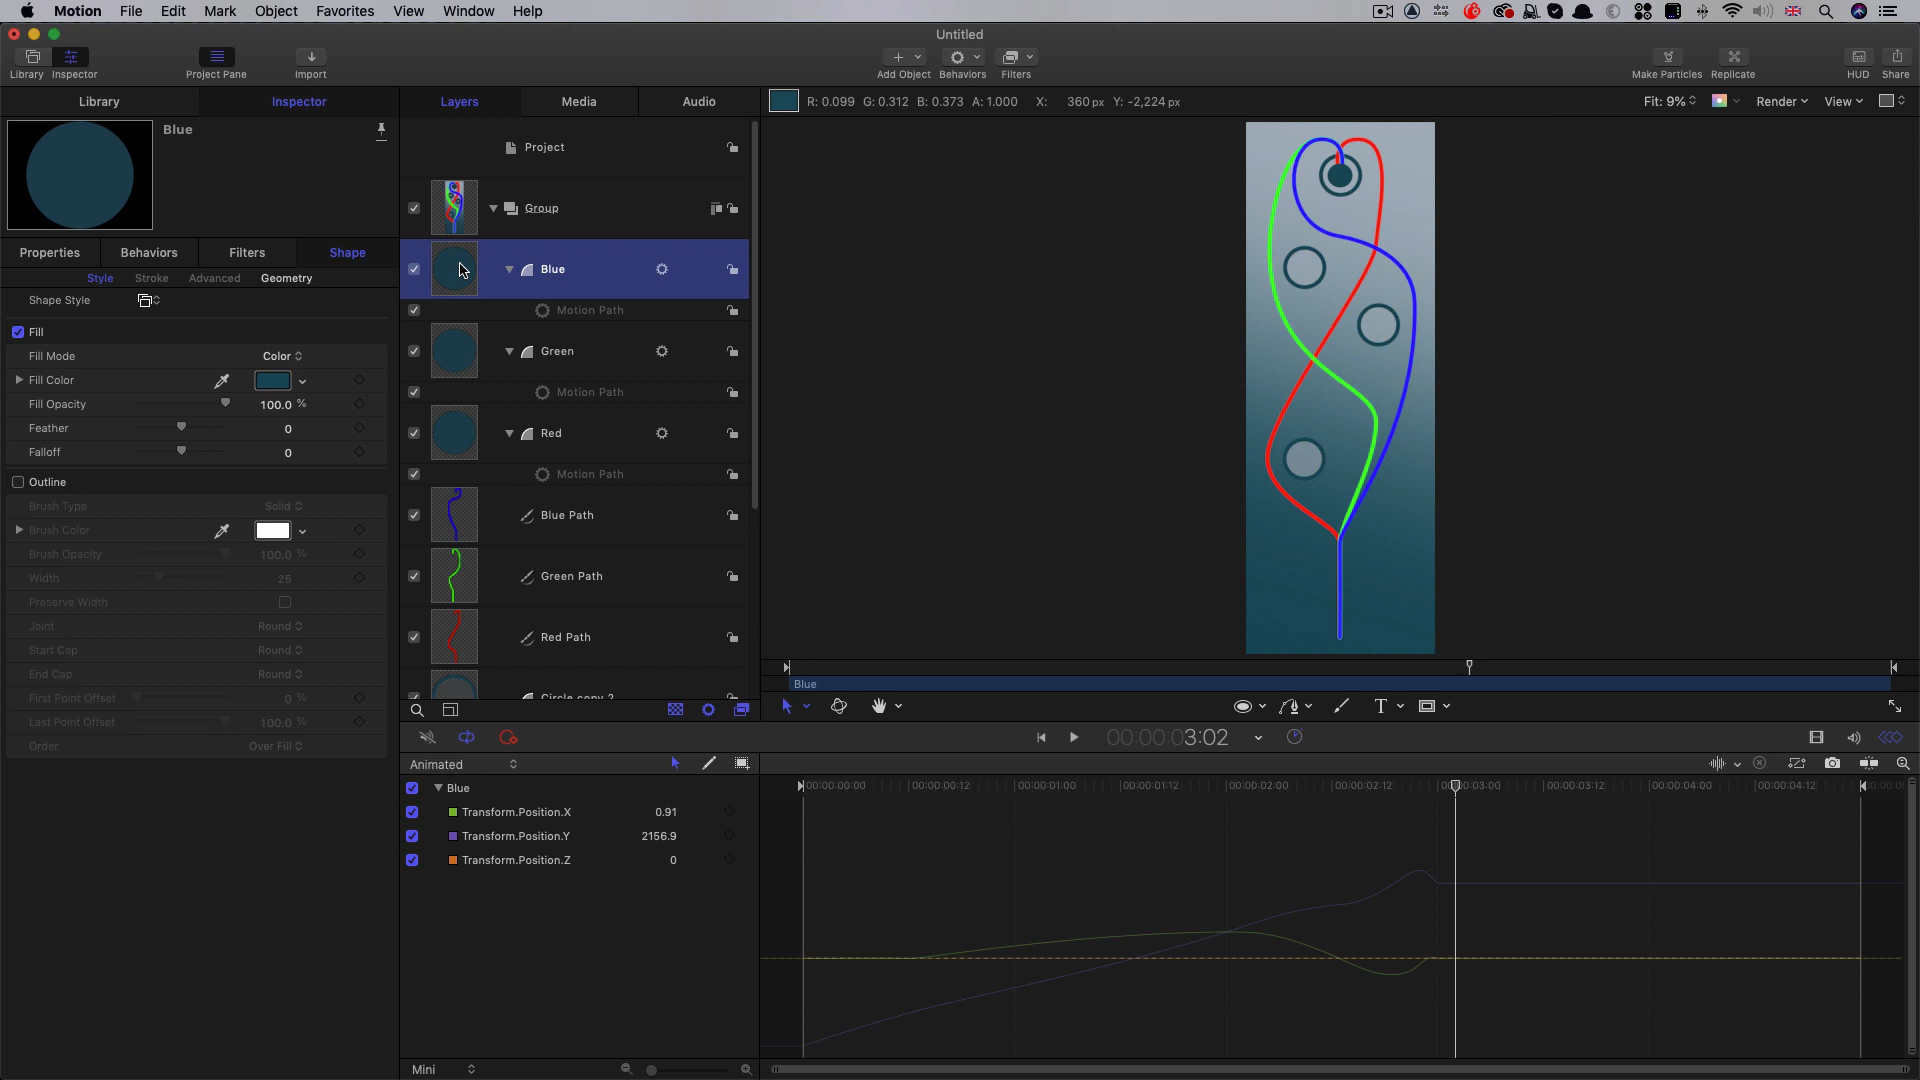 Motion File Edit Mark Object Favorites View Window Help
Untitled
Library Inspector Project Pane Import Add Object Behaviors Filters Make Particles Replicate HUD Share
Library Inspector Layers Media Audio R: 0.099 G: 0.312 B: 0.373 A: 1.000 X: 360 px Y: -2,224 px Fit: 9% Render View
Blue
Properties Behaviors Filters Shape
Style Stroke Advanced Geometry
Shape Style
Fill
Fill Mode Color
Fill Color
Fill Opacity 100.0 %
Feather 0
Falloff 0
Outline
Brush Type Solid
Brush Color
Brush Opacity 100.0 %
Width 25
Preserve Width
Joint Round
Start Cap Round
End Cap Round
First Point Offset 0 %
Last Point Offset 100.0 %
Order Over Fill
Project
Group
Blue
Motion Path
Green
Motion Path
Red
Motion Path
Blue Path
Green Path
Red Path
Circle copy 2
Blue
T
00:00:00:03:02
Animated
Blue
Transform.Position.X 0.91
Transform.Position.Y 2156.9
Transform.Position.Z 0
00:00:00:00 00:00:00:12 00:00:01:00 00:00:01:12 00:00:02:00 00:00:02:12 00:00:03:00 00:00:03:12 00:00:04:00 00:00:04:12
Mini